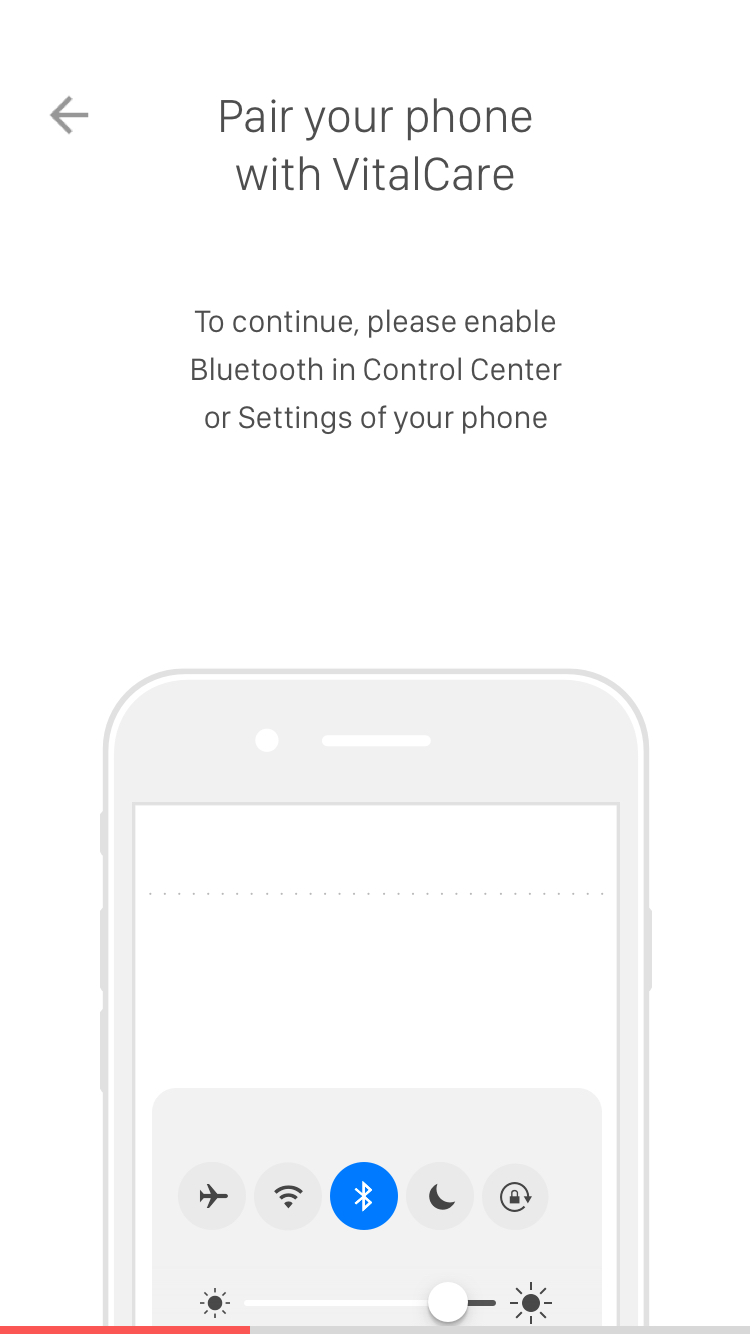 Pair your phone
with VitalCare
To continue, please enable
Bluetooth in Control Center
or Settings of your phone